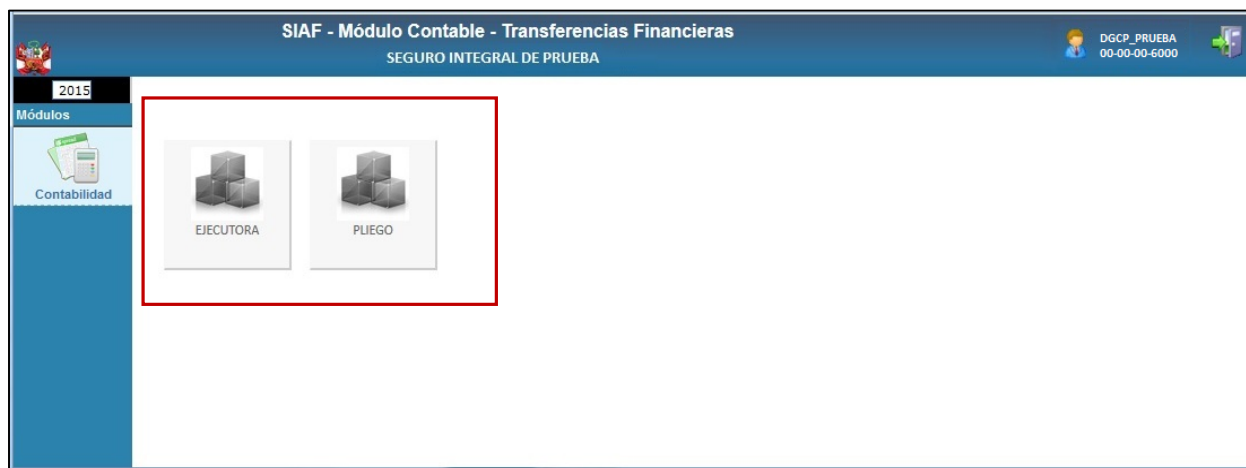 SIAF - Módulo Contable - Transferencias Financieras
SEGURO INTEGRAL DE PRUEBA
DGCP_PRUEBA
00-00-00-6000
2015
Módulos
Contabilidad
EJECUTORA
PLIEGO